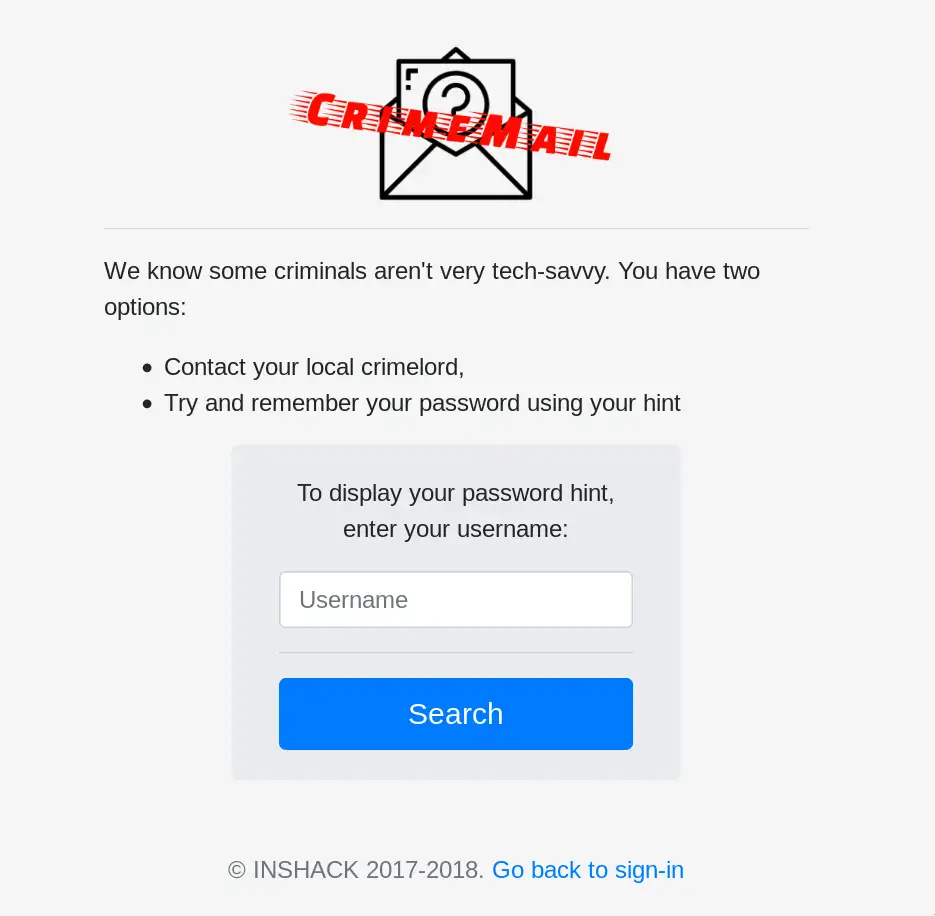 CrimeMail
We know some criminals aren't very tech-savvy. You have two
options:
Contact your local crimelord,
Try and remember your password using your hint
To display your password hint,
enter your username:
Username
Search
© INSHACK 2017-2018. Go back to sign-in